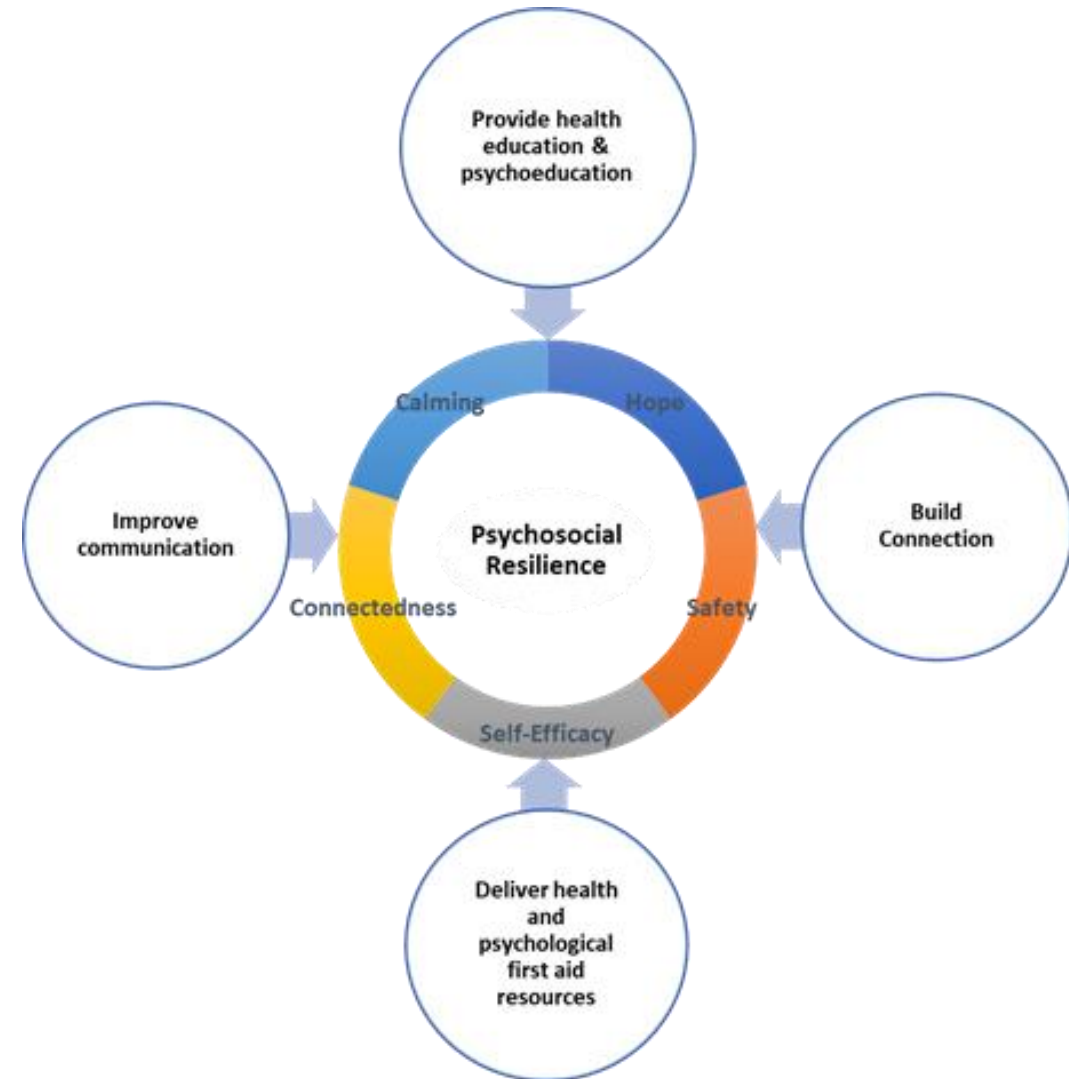 Provide health
education &
psychoeducation
Calming
Hope
Improve
communication
Psychosocial
Resilience
Build
Connection
Connectedness
Safety
Self-Efficacy
Deliver health
and
psychological
first aid
resources